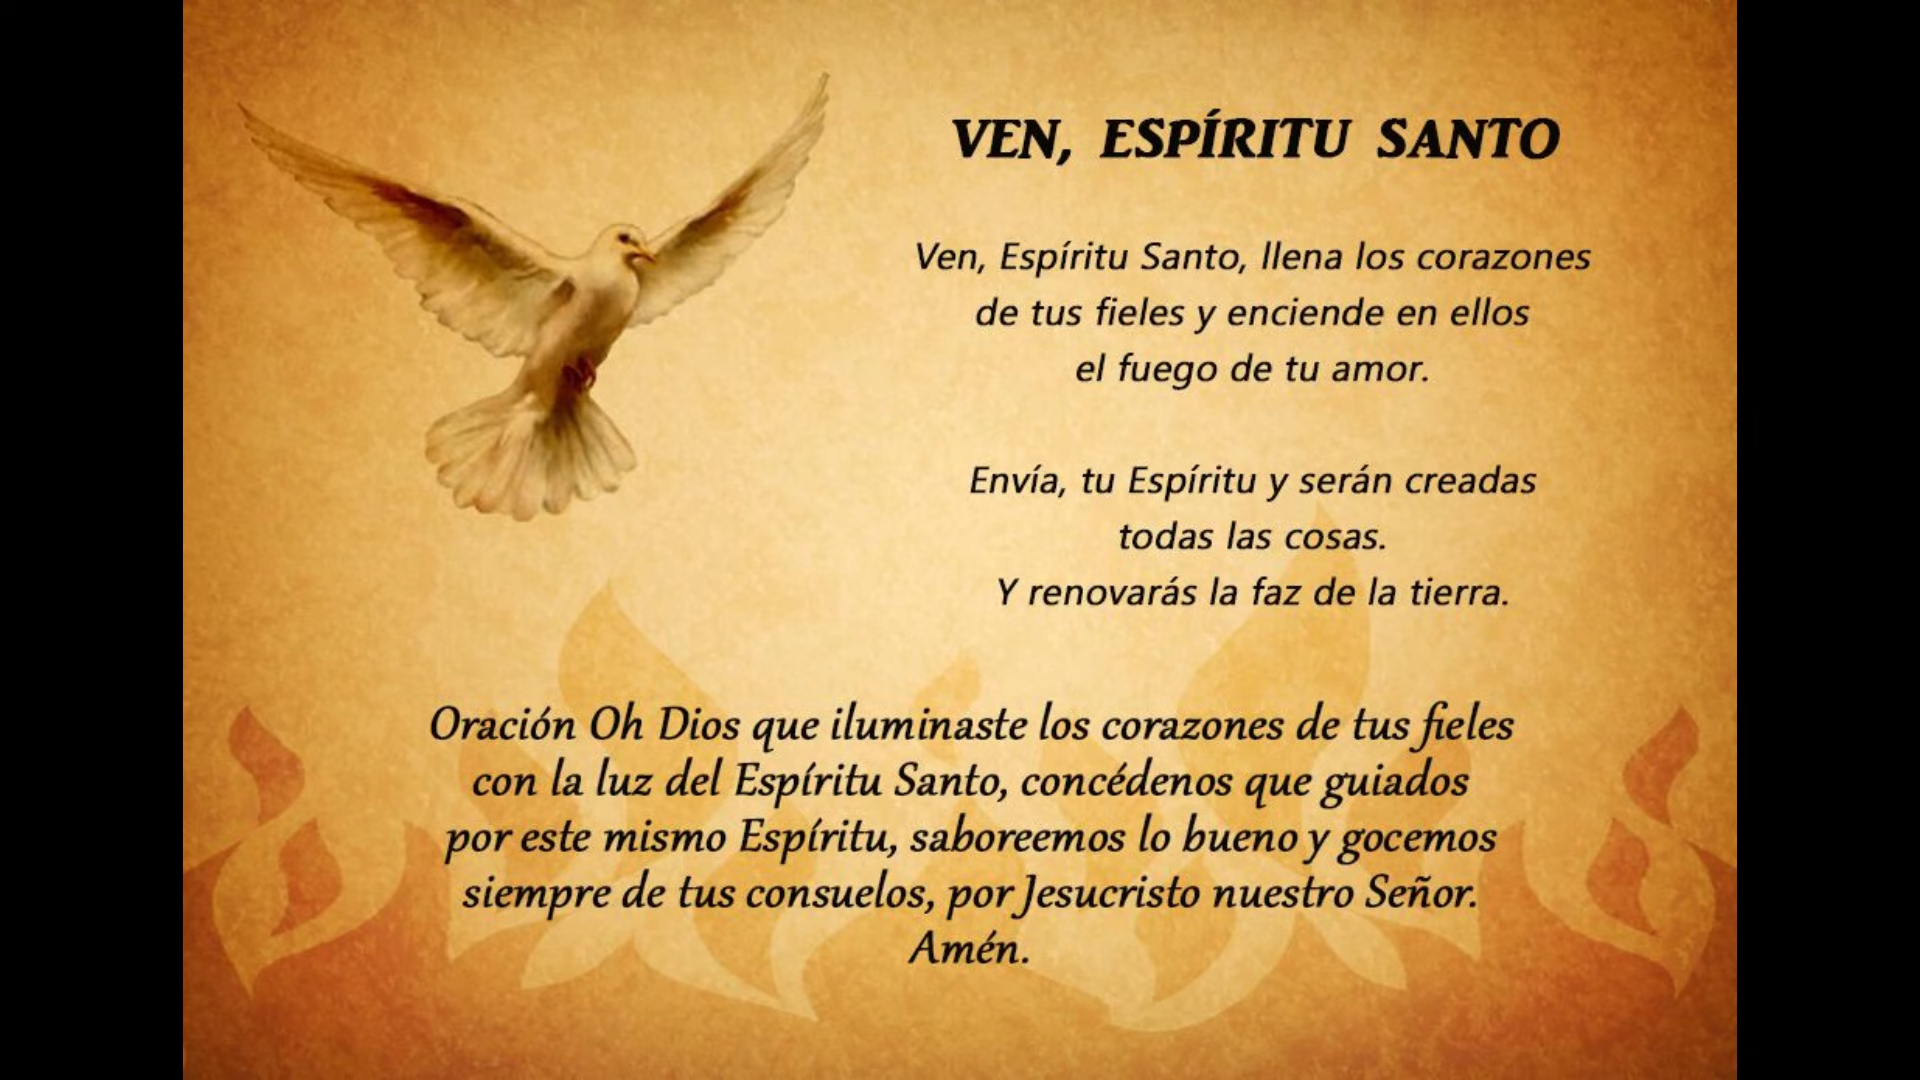 VEN, ESPÍRITU SANTO
Ven, Espíritu Santo, llena los corazones
de tus fieles y enciende en ellos
el fuego de tu amor.
Envía, tu Espíritu y serán creadas
todas las cosas.
Y renovarás la faz de la tierra.
Oración Oh Dios que iluminaste los corazones de tus fieles
con la luz del Espíritu Santo, concédenos que guiados
por este mismo Espíritu, saboreemos lo bueno y gocemos
siempre de tus consuelos, por Jesucristo nuestro Señor.
Amén.